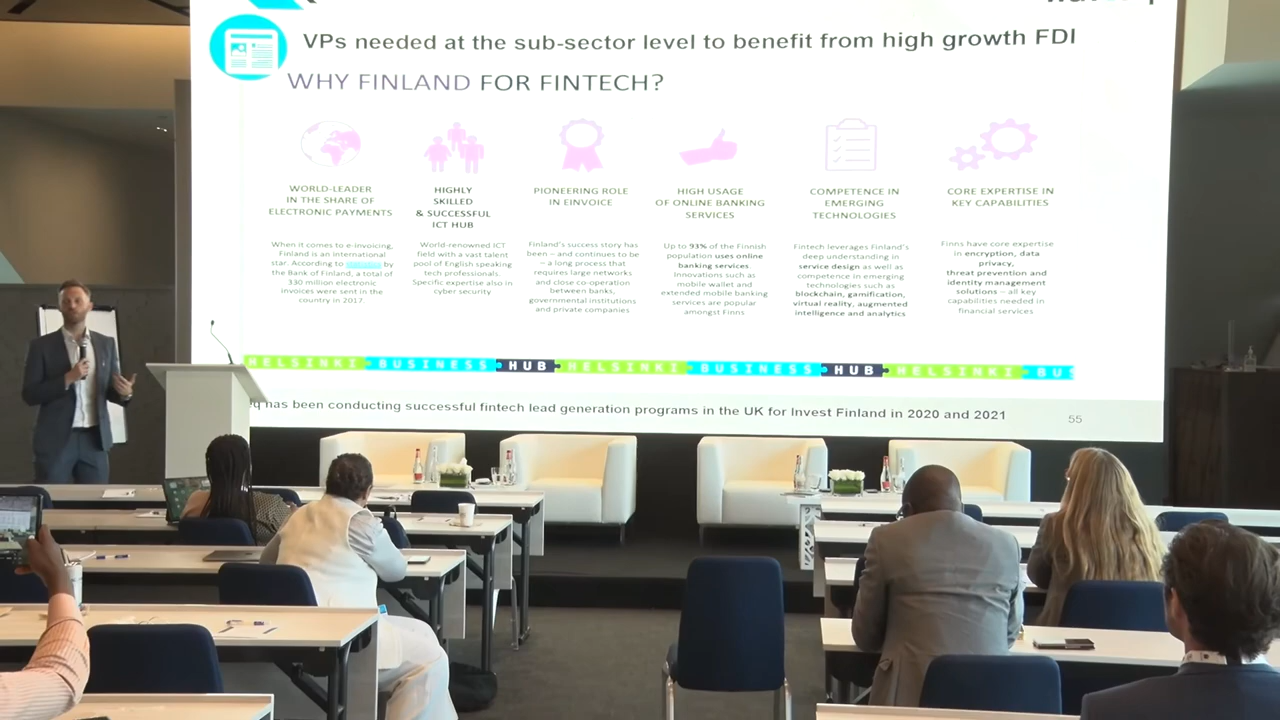 VPs needed at the sub-sector level to benefit from high growth FDI
WHY FINLAND FOR FINTECH?
WORLD-LEADER
IN THE SHARE OF
ELECTRONIC PAYMENTS
When it comes to e-invoicing,
Finland is an international
star. According to by
the Bank of Finland, a total of
330 million electronic
invoices were sent in the
country in 2017.
HIGHLY
SKILLED
& SUCCESSFUL
ICT HUB
World-renowned ICT
field with a vast talent
pool of English speaking
tech professionals.
Specific expertise also in
cyber security
PIONEERING ROLE
IN EINVOICE
Finland's success story has
been – and continues to be
– a long process that
requires large networks
and close co-operation
between banks,
governmental institutions
and private companies
HIGH USAGE
OF ONLINE BANKING
SERVICES
Up to 93% of the Finnish
population uses online
banking services.
Innovations such as
mobile wallet and
extended mobile banking
services are popular
amongst Finns
COMPETENCE IN
EMERGING
TECHNOLOGIES
Fintech leverages Finland's
deep understanding in
service design as well as
competence in emerging
technologies such as
blockchain, gamification,
virtual reality, augmented
intelligence and analytics
CORE EXPERTISE IN
KEY CAPABILITIES
Finns have core expertise
in encryption, data
privacy,
threat prevention and
identity management
solutions – all key
capabilities needed in
financial services
HELSINKI BUSINESS HUB HELSINKI BUSINESS HUB HELSINKI BUS
has been conducting successful fintech lead generation programs in the UK for Invest Finland in 2020 and 2021
55